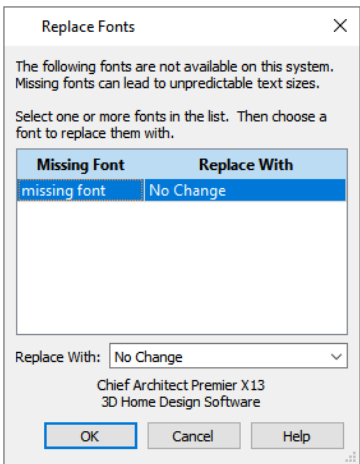 Replace Fonts
The following fonts are not available on this system.
Missing fonts can lead to unpredictable text sizes.
Select one or more fonts in the list.  Then choose a
font to replace them with.
Missing Font Replace With
missing font No Change
Replace With: No Change
Chief Architect Premier X13
3D Home Design Software
OK Cancel Help